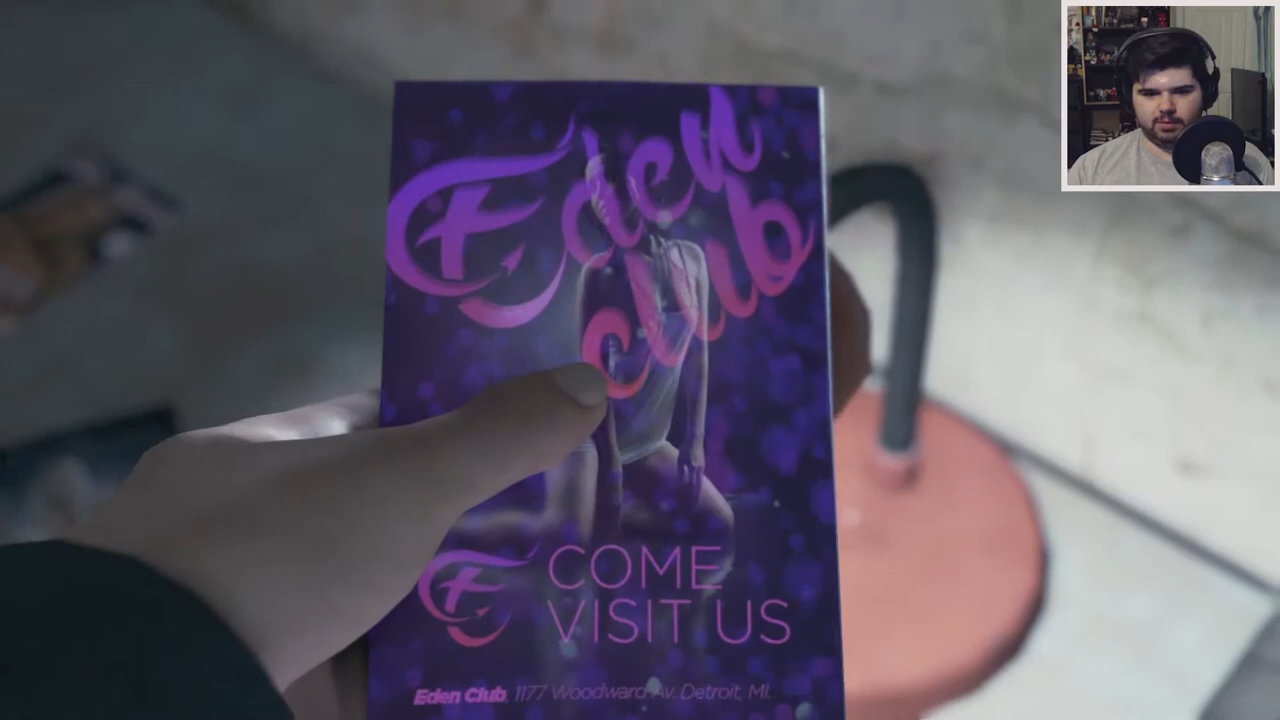 Eden
club
COME
VISIT US
Eden Club, 1177 Woodward Av. Detroit, MI.